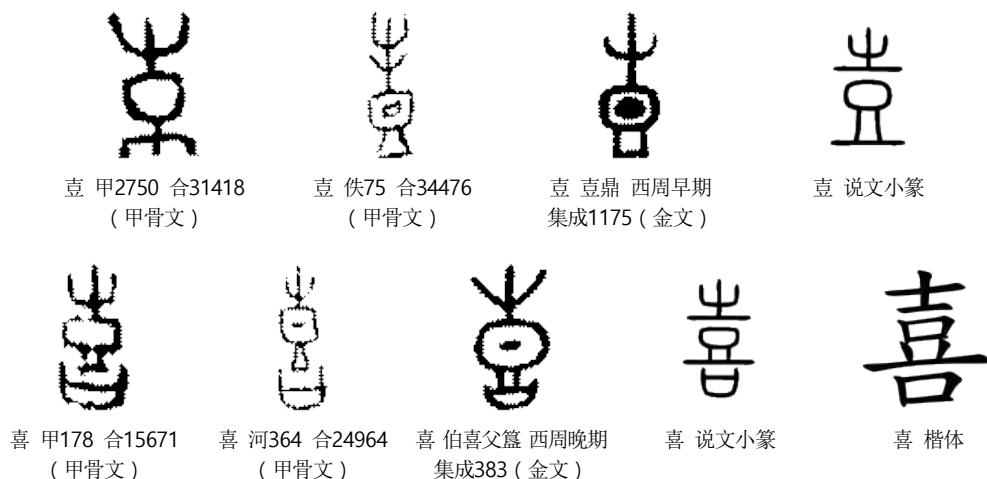 壴 甲2750 合31418
（甲骨文）
壴 佚75 合34476
（甲骨文）
壴 壴鼎 西周早期
集成1175（金文）
壴 说文小篆
喜 甲178 合15671
（甲骨文）
喜 河364 合24964
（甲骨文）
喜 伯喜父簋 西周晚期
集成383（金文）
喜 说文小篆
喜
喜 楷体